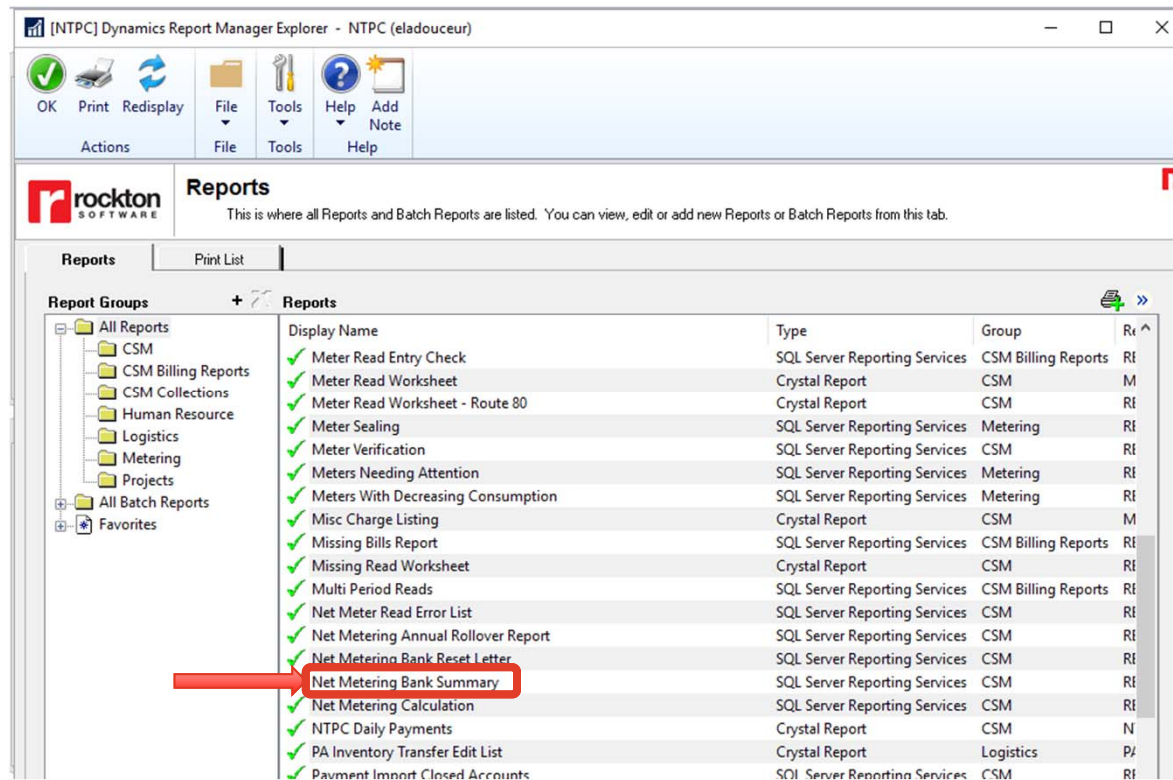 [NTPC] Dynamics Report Manager Explorer - NTPC (eladouceur)
OK Print Redisplay File Tools Help Add Note
Actions File Tools Help
rockton
SOFTWARE
Reports
This is where all Reports and Batch Reports are listed. You can view, edit or add new Reports or Batch Reports from this tab.
Reports Print List
Report Groups
All Reports
CSM
CSM Billing Reports
CSM Collections
Human Resource
Logistics
Metering
Projects
All Batch Reports
Favorites
Reports
Display Name Type Group
Meter Read Entry Check SQL Server Reporting Services CSM Billing Reports
Meter Read Worksheet Crystal Report CSM
Meter Read Worksheet - Route 80 Crystal Report CSM
Meter Sealing SQL Server Reporting Services Metering
Meter Verification SQL Server Reporting Services CSM
Meters Needing Attention SQL Server Reporting Services Metering
Meters With Decreasing Consumption SQL Server Reporting Services Metering
Misc Charge Listing Crystal Report CSM
Missing Bills Report SQL Server Reporting Services CSM Billing Reports
Missing Read Worksheet Crystal Report CSM
Multi Period Reads SQL Server Reporting Services CSM Billing Reports
Net Meter Read Error List SQL Server Reporting Services CSM
Net Metering Annual Rollover Report SQL Server Reporting Services CSM
Net Metering Bank Reset Letter SQL Server Reporting Services CSM
Net Metering Bank Summary SQL Server Reporting Services CSM
Net Metering Calculation SQL Server Reporting Services CSM
NTPC Daily Payments Crystal Report CSM
PA Inventory Transfer Edit List Crystal Report Logistics
Payment Import Closed Accounts SQL Server Reporting Services CSM